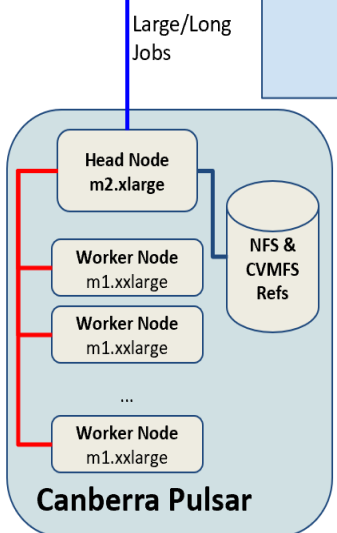 Large/Long
Jobs
Head Node
m2.xlarge
NFS &
CVMFS
Refs
Worker Node
m1.xxlarge
Worker Node
m1.xxlarge
...
Worker Node
m1.xxlarge
Canberra Pulsar